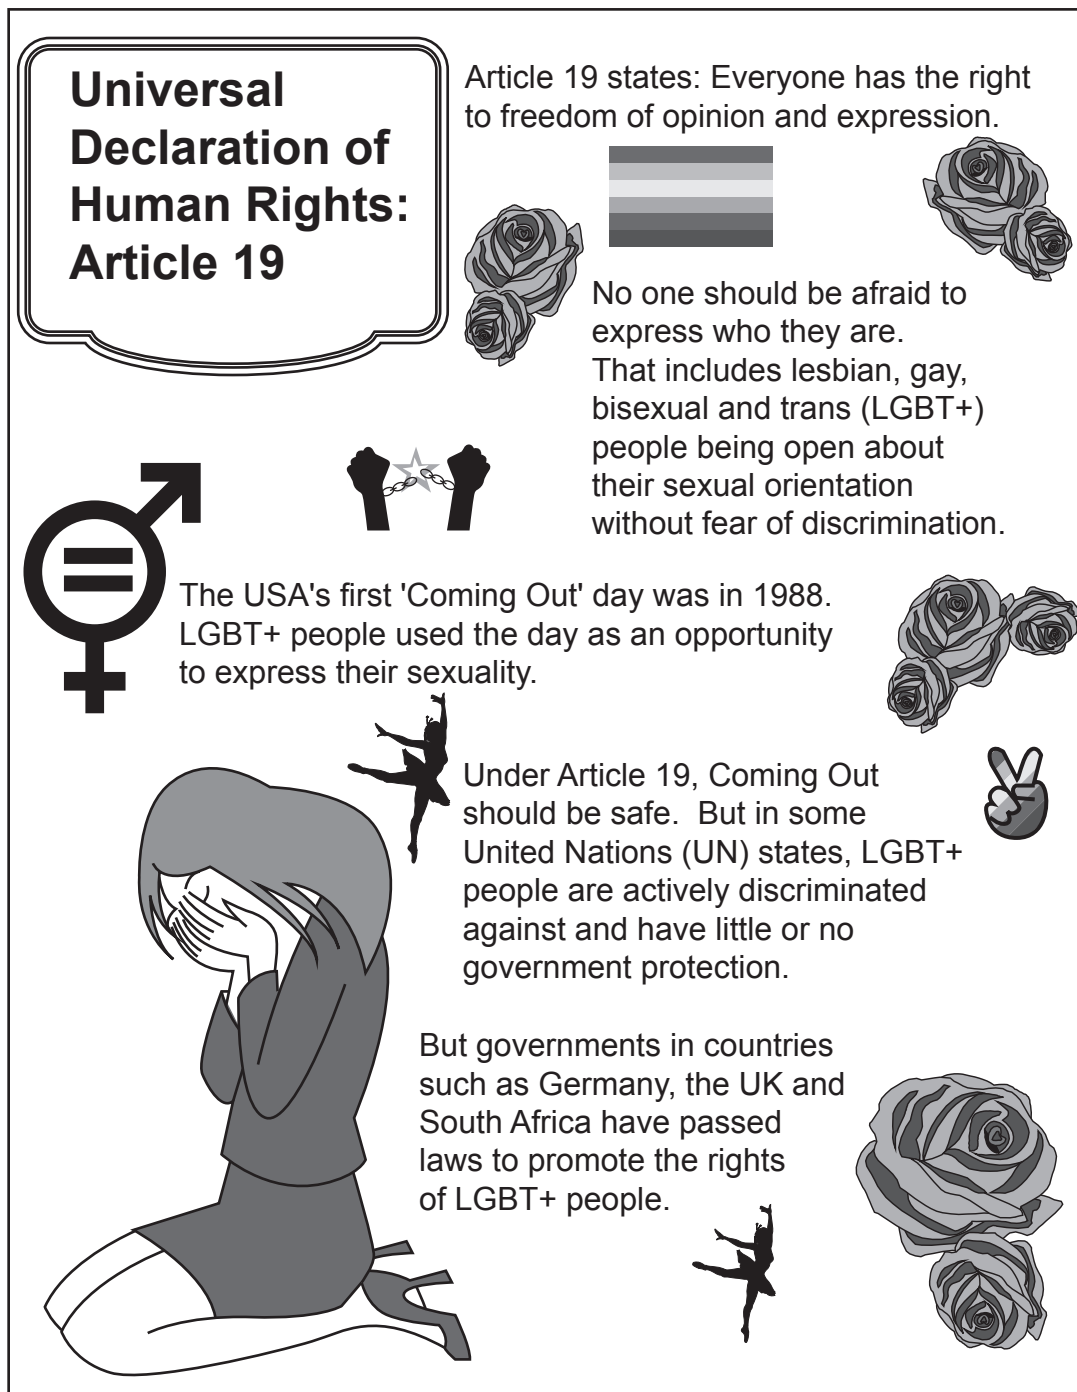 Universal
Declaration of
Human Rights:
Article 19
Article 19 states: Everyone has the right
to freedom of opinion and expression.
No one should be afraid to
express who they are.
That includes lesbian, gay,
bisexual and trans (LGBT+)
people being open about
their sexual orientation
without fear of discrimination.
The USA's first 'Coming Out' day was in 1988.
LGBT+ people used the day as an opportunity
to express their sexuality.
Under Article 19, Coming Out
should be safe.  But in some
United Nations (UN) states, LGBT+
people are actively discriminated
against and have little or no
government protection.
But governments in countries
such as Germany, the UK and
South Africa have passed
laws to promote the rights
of LGBT+ people.